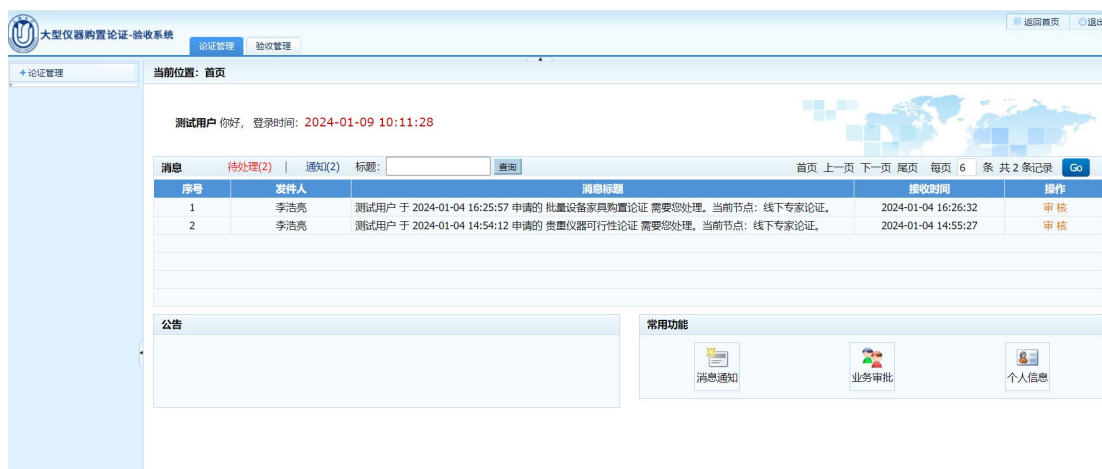 返回首页 退出
大型仪器购置论证-验收系统
论证管理 验收管理
+论证管理
当前位置：首页
测试用户 你好, 登录时间: 2024-01-09 10:11:28
消息 待处理(2) | 通知(2) 标题: 查询 首页 上一页 下一页 尾页 每页 6 条 共 2 条记录 Go
序号 发件人 消息标题 接收时间 操作
1 李浩亮 测试用户 于 2024-01-04 16:25:57 申请的 批量设备家具购置论证 需要您处理。当前节点：线下专家论证。 2024-01-04 16:26:32 审 核
2 李浩亮 测试用户 于 2024-01-04 14:54:12 申请的 贵重仪器可行性论证 需要您处理。当前节点：线下专家论证。 2024-01-04 14:55:27 审 核
公告 常用功能
消息通知 业务审批 个人信息